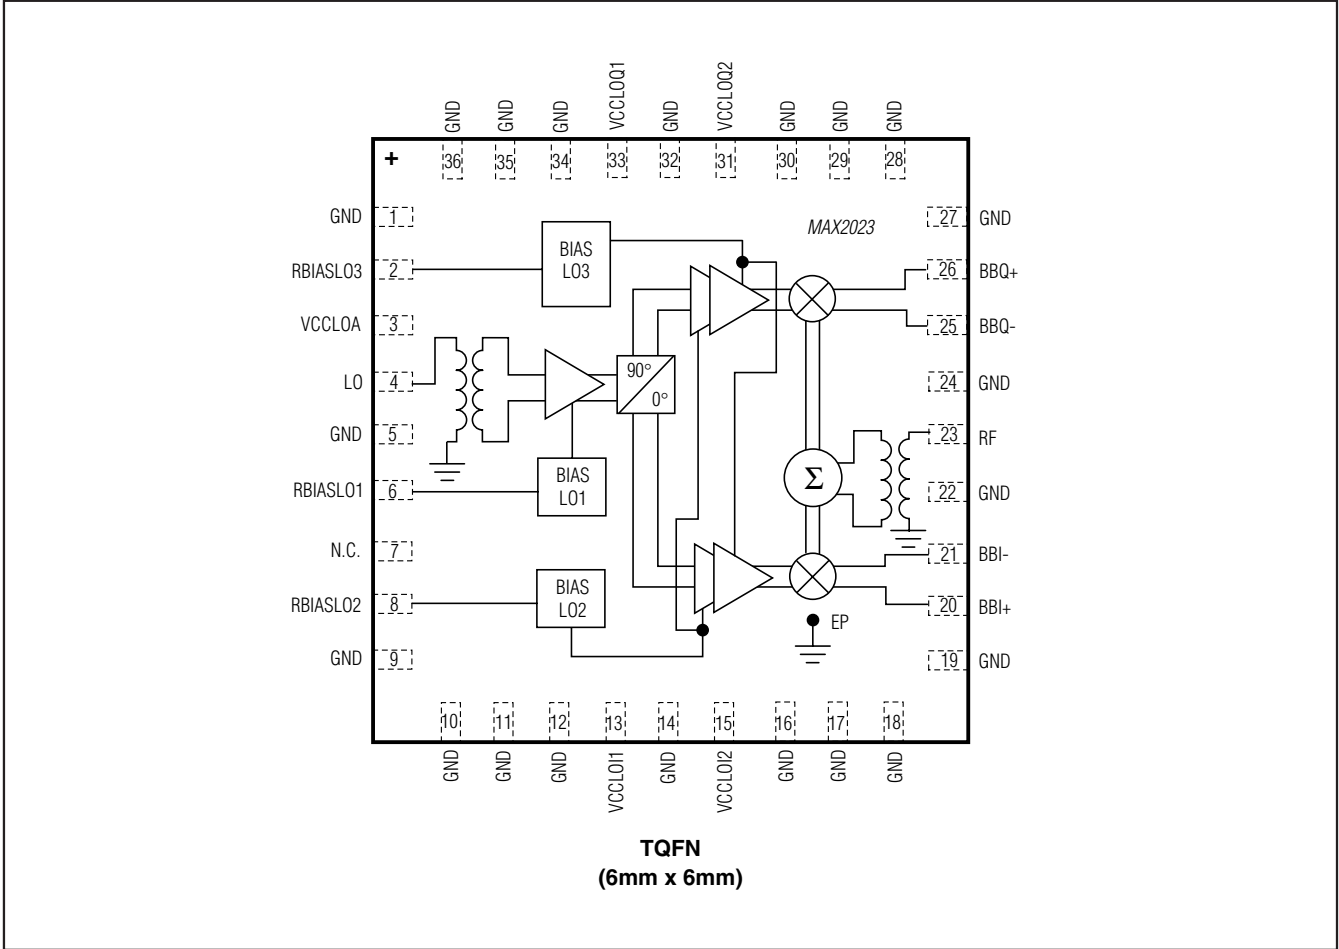 GND
GND
GND
VCCLOQ1
GND
VCCLOQ2
GND
GND
GND
+
36
35
34
33
32
31
30
29
28
GND 1
RBIASLO3 2
VCCLOA 3
LO 4
GND 5
RBIASLO1 6
N.C. 7
RBIASLO2 8
GND 9
BIAS
LO3
MAX2023
90°
0°
BIAS
LO1
Σ
BIAS
LO2
EP
27 GND
26 BBQ+
25 BBQ-
24 GND
23 RF
22 GND
21 BBI-
20 BBI+
19 GND
10
11
12
13
14
15
16
17
18
GND
GND
GND
VCCLOI1
GND
VCCLOI2
GND
GND
GND
TQFN
(6mm x 6mm)